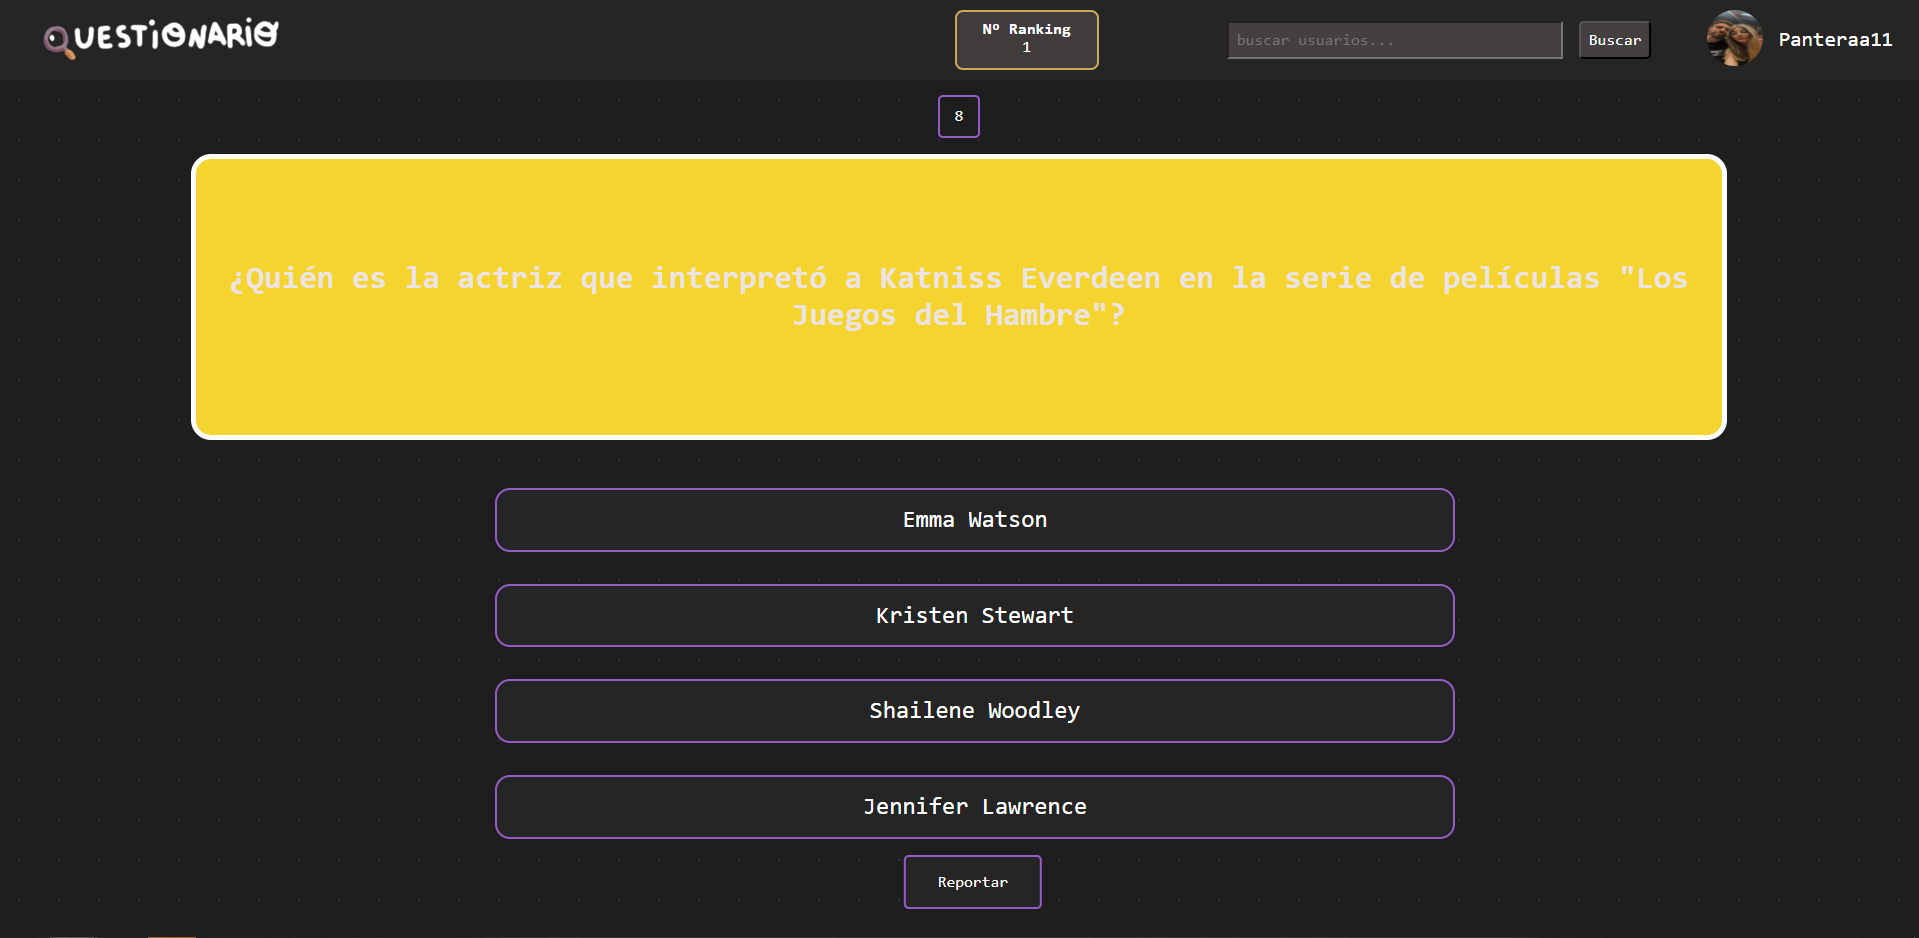 QUESTIONARIO
Nº Ranking
1
buscar usuarios...
Buscar
Panteraa11
8
¿Quién es la actriz que interpretó a Katniss Everdeen en la serie de películas "Los
Juegos del Hambre"?
Emma Watson
Kristen Stewart
Shailene Woodley
Jennifer Lawrence
Reportar